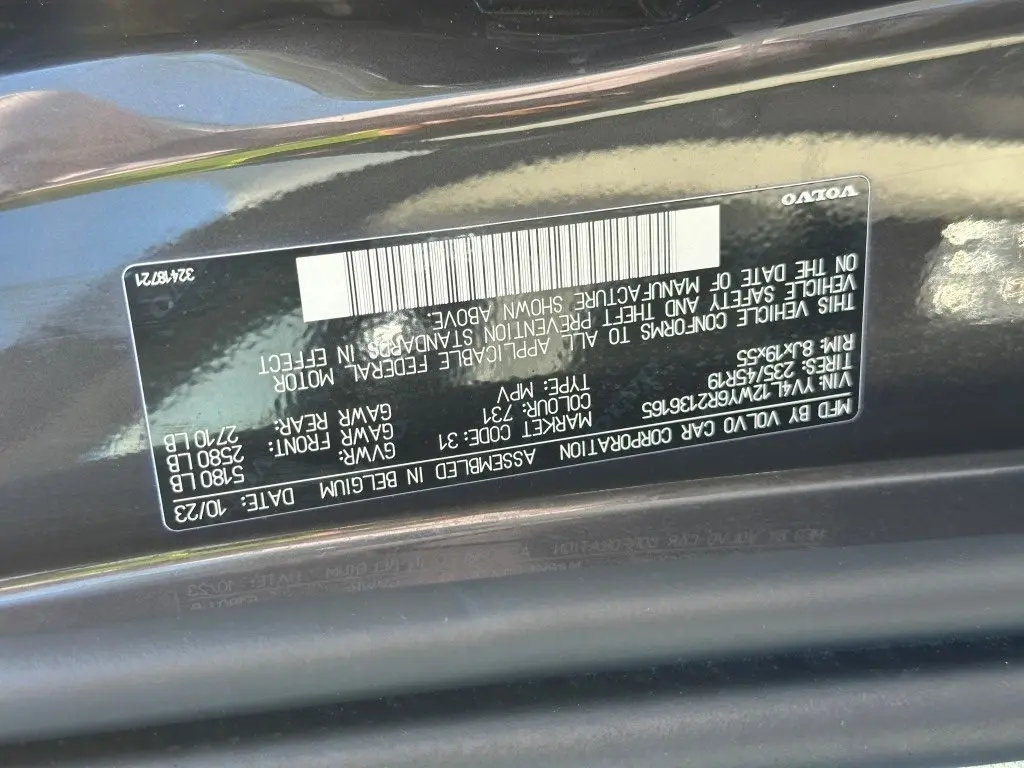 MFD BY VOLVO CAR CORPORATION ASSEMBLED IN BELGIUM DATE: 10/23
VIN: YV4L12WY6R2136165 MARKET CODE: 31 GVWR: 5180 LB
TIRES: 235/45R19 COLOUR: 731 GAWR FRONT: 2580 LB
RIM: 8Jx19x55 TYPE: MPV GAWR REAR: 2710 LB
THIS VEHICLE CONFORMS TO ALL APPLICABLE FEDERAL MOTOR
VEHICLE SAFETY AND THEFT PREVENTION STANDARDS IN EFFECT
ON THE DATE OF MANUFACTURE SHOWN ABOVE.
VOLVO
32418721